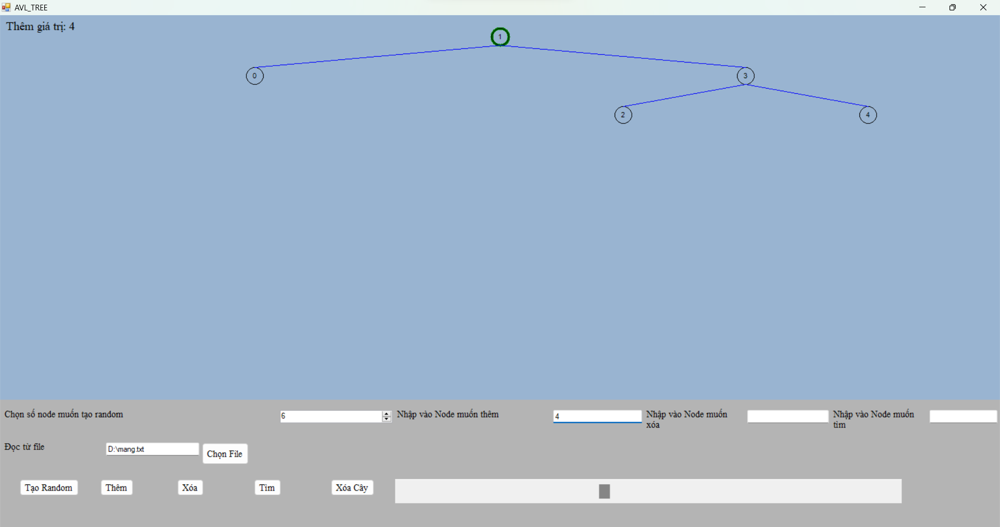 AVL_TREE
Thêm giá trị: 4
1
0
3
2
4
Chọn số node muốn tạo random
6
Nhập vào Node muốn thêm
4
Nhập vào Node muốn
xóa
Nhập vào Node muốn
tìm
Đọc từ file
D:\mang.txt
Chọn File
Tạo Random
Thêm
Xóa
Tìm
Xóa Cây